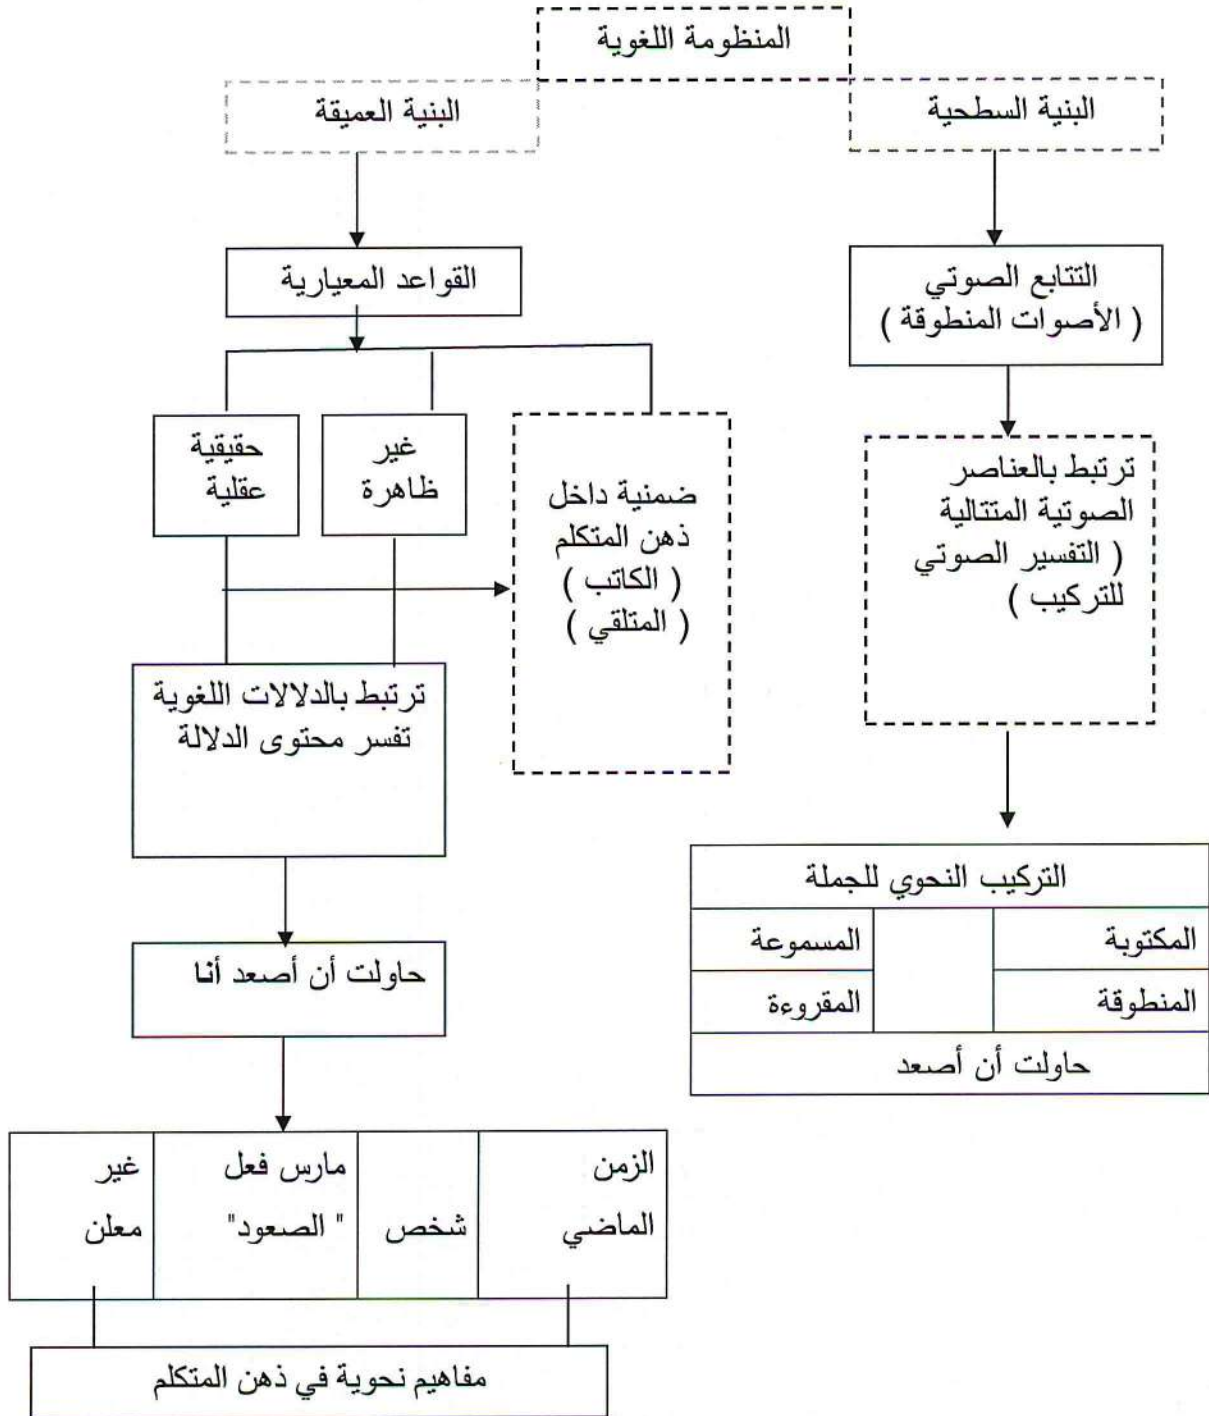 المنظومة اللغوية
البنية السطحية
البنية العميقة
التتابع الصوتي
( الأصوات المنطوقة )
ترتبط بالعناصر
الصوتية المتتالية
( التفسير الصوتي
للتركيب )
التركيب النحوي للجملة
المكتوبة
المسموعة
المنطوقة
المقروءة
حاولت أن أصعد
القواعد المعيارية
ضمنية داخل
ذهن المتكلم
( الكاتب )
( المتلقي )
غير
ظاهرة
حقيقية
عقلية
ترتبط بالدلالات اللغوية
تفسر محتوى الدلالة
حاولت أن أصعد أنا
الزمن
الماضي
شخص
مارس فعل
" الصعود"
غير
معلن
مفاهيم نحوية في ذهن المتكلم